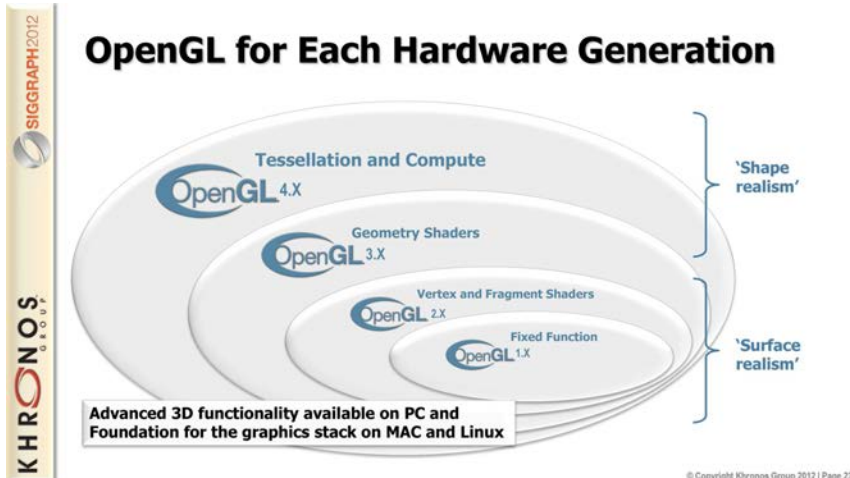 SIGGRAPH2012
KHRONOS
GROUP
OpenGL for Each Hardware Generation
Tessellation and Compute
OpenGL 4.X
Geometry Shaders
OpenGL 3.X
Vertex and Fragment Shaders
OpenGL 2.X
Fixed Function
OpenGL 1.X
‘Shape
realism’
‘Surface
realism’
Advanced 3D functionality available on PC and
Foundation for the graphics stack on MAC and Linux
© Copyright Khronos Group 2012 | Page